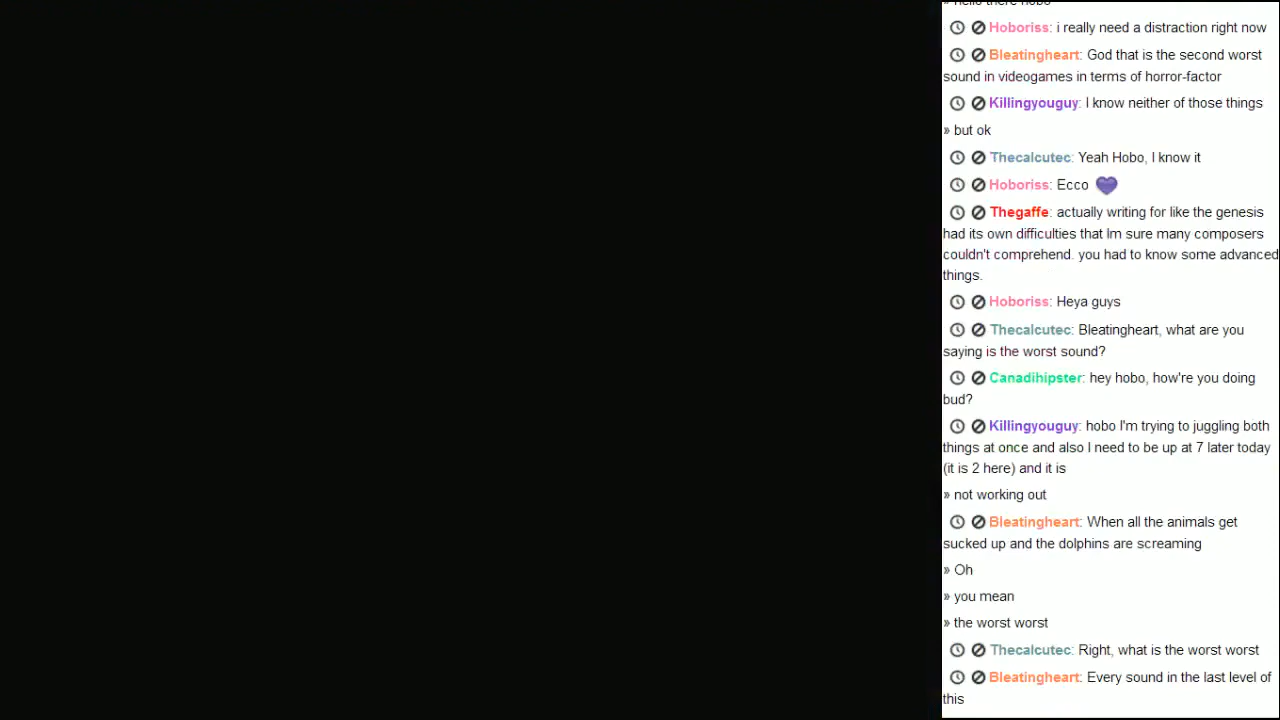 » hello there hobo
Hoboriss: i really need a distraction right now
Bleatingheart: God that is the second worst
sound in videogames in terms of horror-factor
Killingyouguy: I know neither of those things
» but ok
Thecalcutec: Yeah Hobo, I know it
Hoboriss: Ecco
Thegaffe: actually writing for like the genesis
had its own difficulties that Im sure many composers
couldn't comprehend. you had to know some advanced
things.
Hoboriss: Heya guys
Thecalcutec: Bleatingheart, what are you
saying is the worst sound?
Canadihipster: hey hobo, how're you doing
bud?
Killingyouguy: hobo I'm trying to juggling both
things at once and also I need to be up at 7 later today
(it is 2 here) and it is
» not working out
Bleatingheart: When all the animals get
sucked up and the dolphins are screaming
» Oh
» you mean
» the worst worst
Thecalcutec: Right, what is the worst worst
Bleatingheart: Every sound in the last level of
this